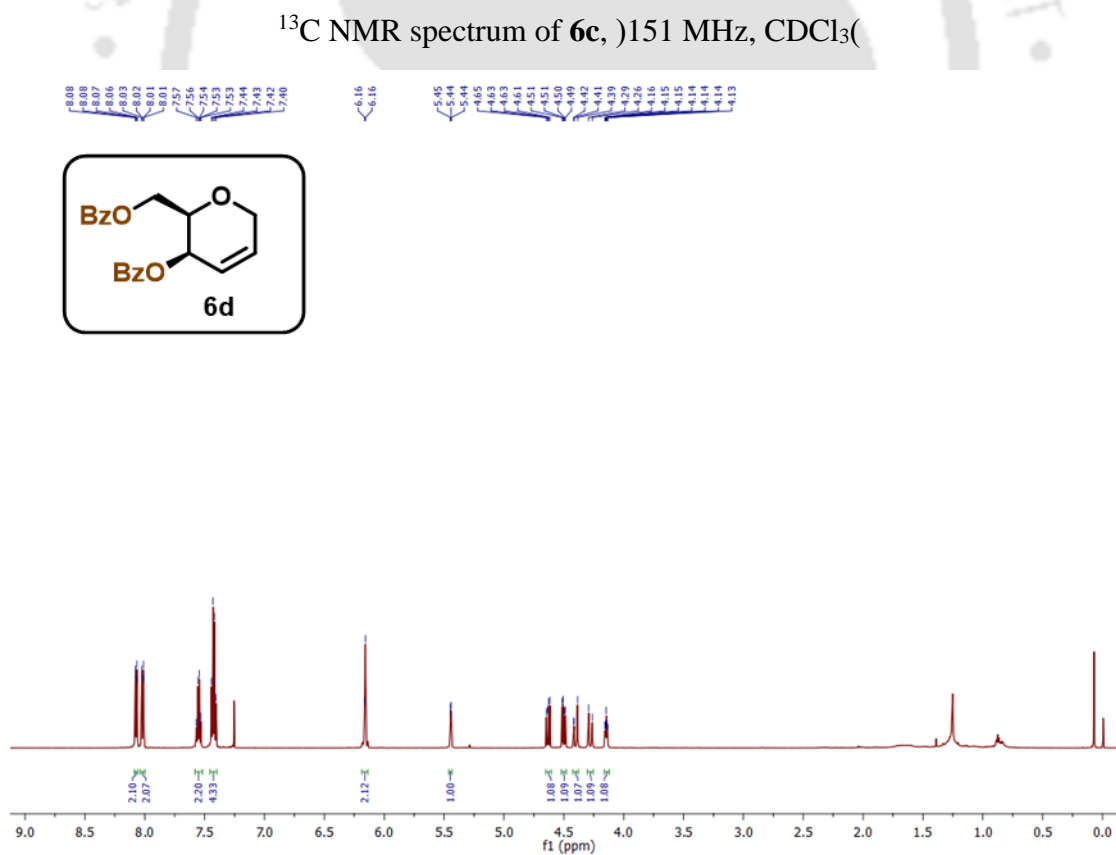 ¹³C NMR spectrum of 6c, )151 MHz, CDCl₃(
8.08 8.08 8.07 8.06 8.03 8.02 8.01 8.01 7.57 7.56 7.54 7.53 7.53 7.44 7.43 7.42 7.40 6.16 6.16 5.45 5.44 5.44 4.65 4.63 4.63 4.61 4.51 4.51 4.50 4.49 4.42 4.41 4.39 4.29 4.26 4.16 4.15 4.15 4.14 4.14 4.14 4.13
O
BzO
BzO
6d
2.10 2.07 2.20 4.33 2.12 1.00 1.08 1.09 1.07 1.09 1.08
9.0 8.5 8.0 7.5 7.0 6.5 6.0 5.5 5.0 4.5 4.0 3.5 3.0 2.5 2.0 1.5 1.0 0.5 0.0
f1 (ppm)